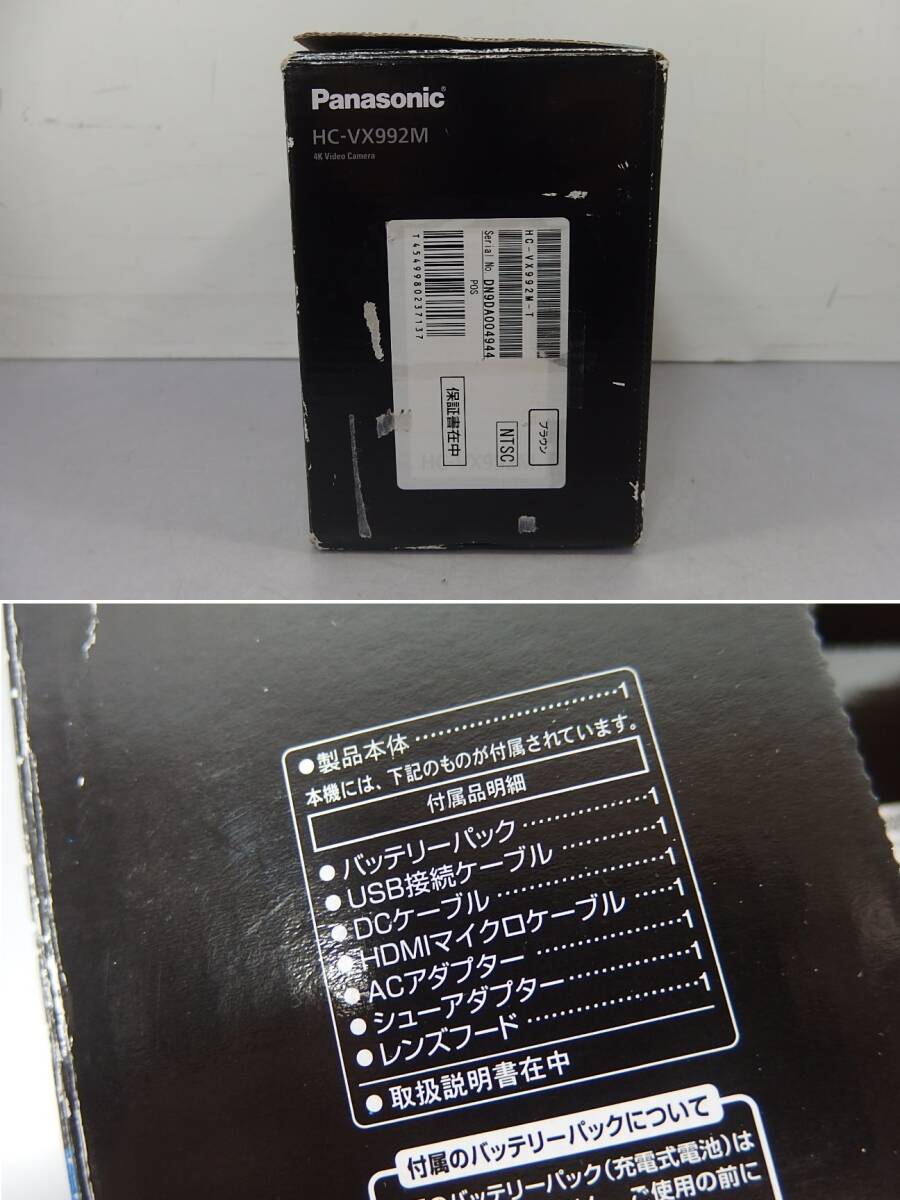 Panasonic
HC-VX992M
4K Video Camera
HC-VX992M-T
Serial No. DN9DA004944
POS
T 4549980237137
ブラウン
NTSC
保証書在中
●製品本体 ……………………… 1
本機には、下記のものが付属されています。
付属品明細
●バッテリーパック ……………… 1
●USB接続ケーブル …………… 1
●DCケーブル …………………… 1
●HDMIマイクロケーブル ……… 1
●ACアダプター ………………… 1
●シューアダプター ……………… 1
●レンズフード …………………… 1
●取扱説明書在中
付属のバッテリーパックについて
バッテリーパック(充電式電池)は
ご使用の前に